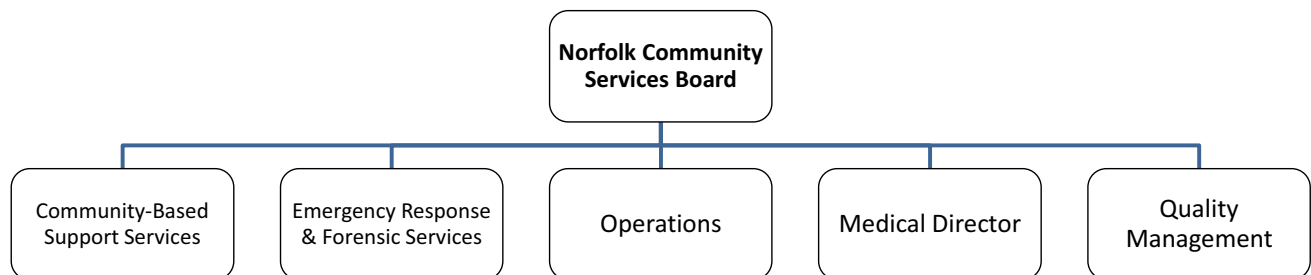 Norfolk Community
Services Board
Community-Based
Support Services
Emergency Response
& Forensic Services
Operations
Medical Director
Quality
Management